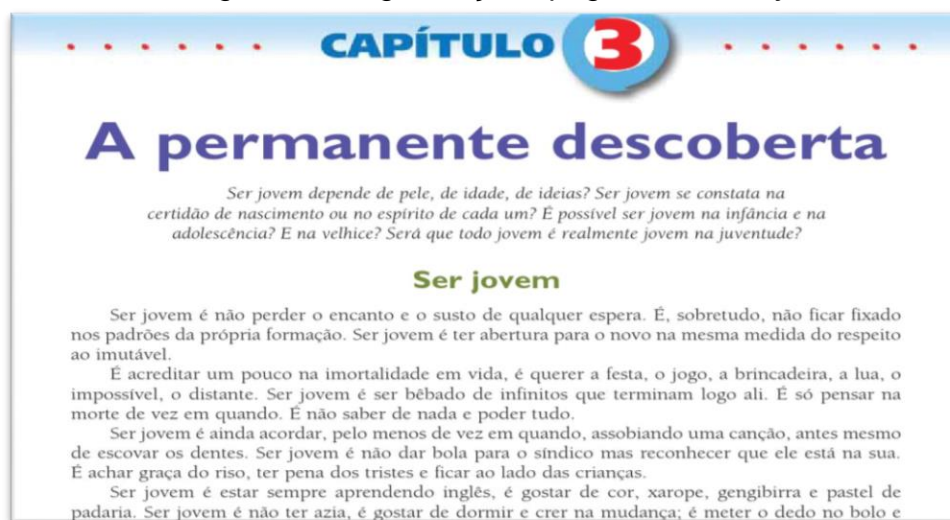 CAPÍTULO 3
A permanente descoberta
Ser jovem depende de pele, de idade, de ideias? Ser jovem se constata na
certidão de nascimento ou no espírito de cada um? É possível ser jovem na infância e na
adolescência? E na velhice? Será que todo jovem é realmente jovem na juventude?
Ser jovem
Ser jovem é não perder o encanto e o susto de qualquer espera. É, sobretudo, não ficar fixado
nos padrões da própria formação. Ser jovem é ter abertura para o novo na mesma medida do respeito
ao imutável.
É acreditar um pouco na imortalidade em vida, é querer a festa, o jogo, a brincadeira, a lua, o
impossível, o distante. Ser jovem é ser bêbado de infinitos que terminam logo ali. É só pensar na
morte de vez em quando. É não saber de nada e poder tudo.
Ser jovem é ainda acordar, pelo menos de vez em quando, assobiando uma canção, antes mesmo
de escovar os dentes. Ser jovem é não dar bola para o síndico mas reconhecer que ele está na sua.
É achar graça do riso, ter pena dos tristes e ficar ao lado das crianças.
Ser jovem é estar sempre aprendendo inglês, é gostar de cor, xarope, gengibirra e pastel de
padaria. Ser jovem é não ter azia, é gostar de dormir e crer na mudança; é meter o dedo no bolo e